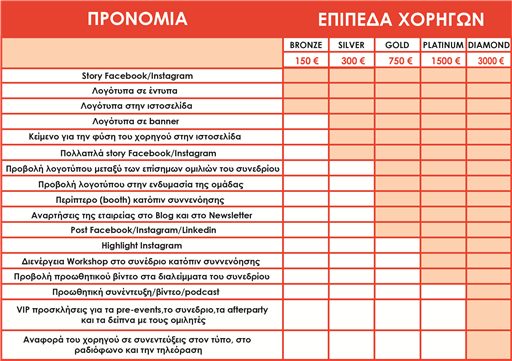 ΠΡΟΝΟΜΙΑ ΕΠΙΠΕΔΑ ΧΟΡΗΓΩΝ
BRONZE SILVER GOLD PLATINUM DIAMOND
150 € 300 € 750 € 1500 € 3000 €
Story Facebook/Instagram
Λογότυπα σε έντυπα
Λογότυπα στην ιστοσελίδα
Λογότυπα σε banner
Κείμενο για την φύση του χορηγού στην ιστοσελίδα
Πολλαπλά story Facebook/Instagram
Προβολή λογοτύπου μεταξύ των επίσημων ομιλιών του συνεδρίου
Προβολή λογοτύπου στην ενδυμασία της ομάδας
Περίπτερο (booth) κατόπιν συννενόησης
Αναρτήσεις της εταιρείας στο Blog και στο Newsletter
Post Facebook/Instagram/Linkedin
Highlight Instagram
Διενέργεια Workshop στο συνέδριο κατόπιν συννενόησης
Προβολή προωθητικού βίντεο στα διαλείμματα του συνεδρίου
Προωθητική συνέντευξη/βίντεο/podcast
VIP προσκλήσεις για τα pre-events,το συνεδριο,τα afterparty
και τα δείπνα με τους ομιλητές
Αναφορά του χορηγού σε συνεντεύξεις στον τύπο, στο
ραδιόφωνο και την τηλεόραση